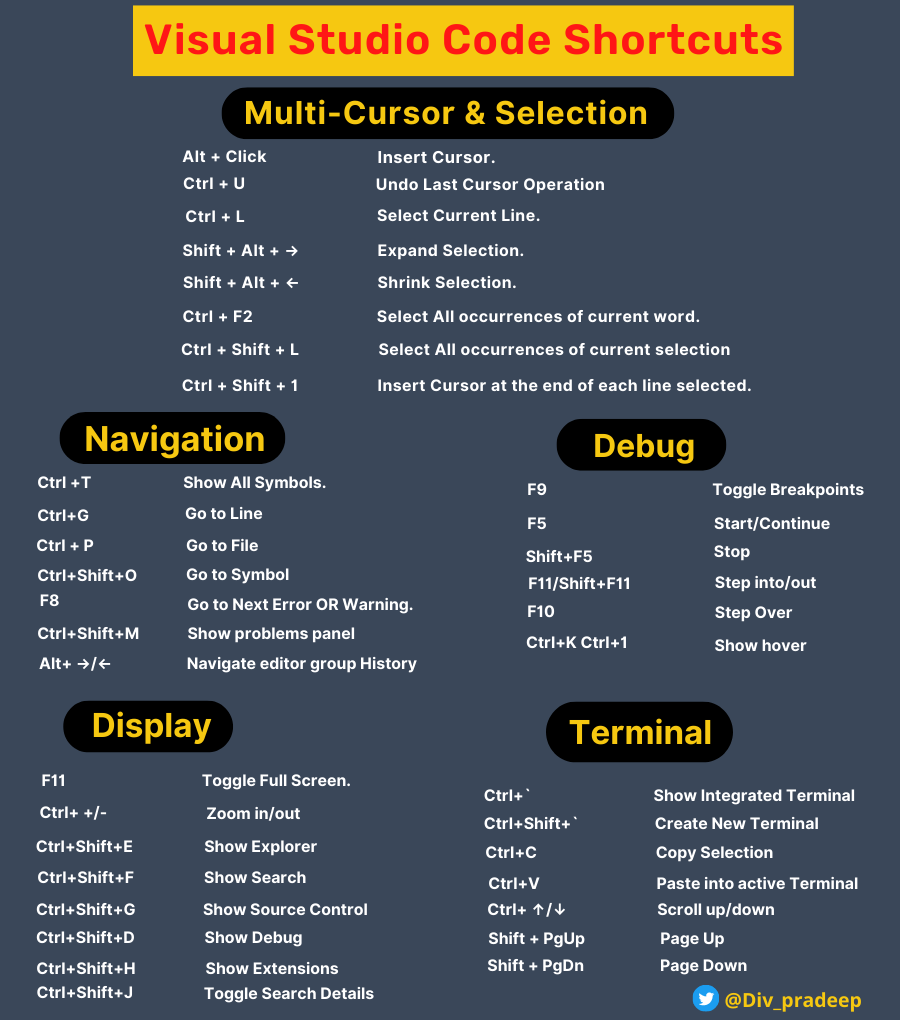 Visual Studio Code Shortcuts
Multi-Cursor & Selection
Alt + Click Insert Cursor.
Ctrl + U Undo Last Cursor Operation
Ctrl + L Select Current Line.
Shift + Alt + → Expand Selection.
Shift + Alt + ← Shrink Selection.
Ctrl + F2 Select All occurrences of current word.
Ctrl + Shift + L Select All occurrences of current selection
Ctrl + Shift + 1 Insert Cursor at the end of each line selected.
Navigation
Ctrl +T Show All Symbols.
Ctrl+G Go to Line
Ctrl + P Go to File
Ctrl+Shift+O Go to Symbol
F8 Go to Next Error OR Warning.
Ctrl+Shift+M Show problems panel
Alt+ →/← Navigate editor group History
Debug
F9 Toggle Breakpoints
F5 Start/Continue
Shift+F5 Stop
F11/Shift+F11 Step into/out
F10 Step Over
Ctrl+K Ctrl+1 Show hover
Display
F11 Toggle Full Screen.
Ctrl+ +/- Zoom in/out
Ctrl+Shift+E Show Explorer
Ctrl+Shift+F Show Search
Ctrl+Shift+G Show Source Control
Ctrl+Shift+D Show Debug
Ctrl+Shift+H Show Extensions
Ctrl+Shift+J Toggle Search Details
Terminal
Ctrl+` Show Integrated Terminal
Ctrl+Shift+` Create New Terminal
Ctrl+C Copy Selection
Ctrl+V Paste into active Terminal
Ctrl+ ↑/↓ Scroll up/down
Shift + PgUp Page Up
Shift + PgDn Page Down
@Div_pradeep